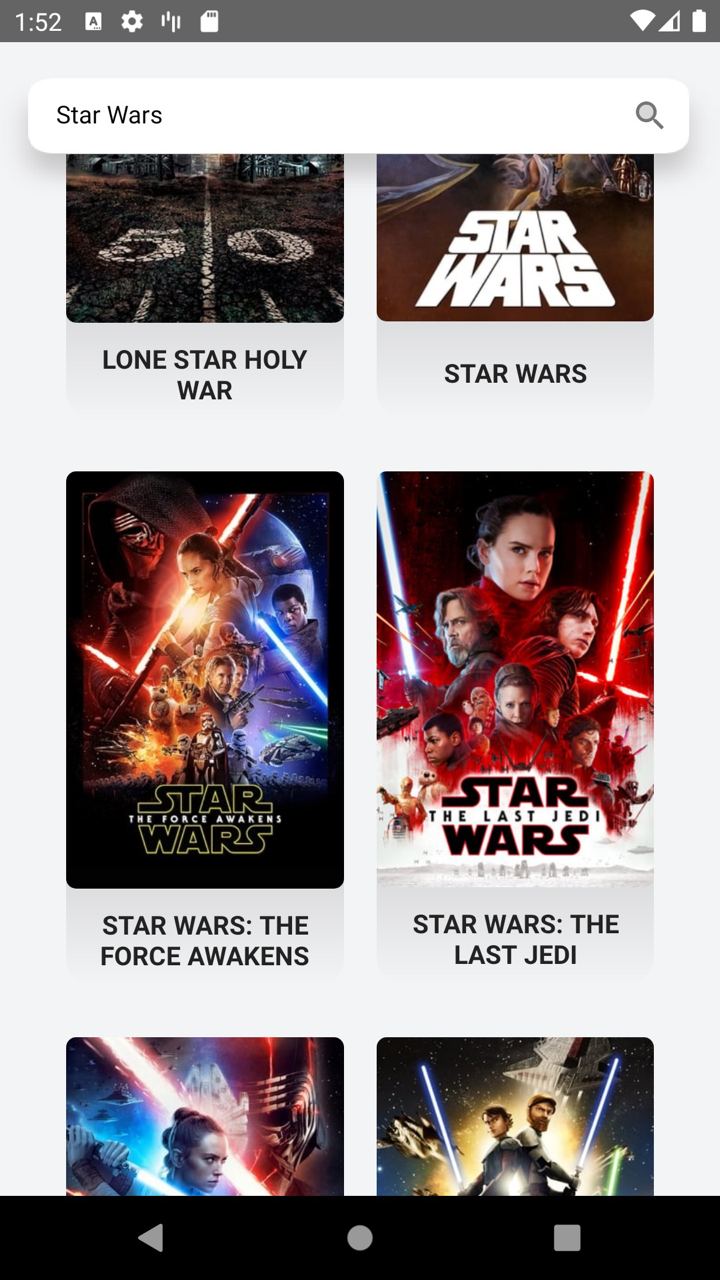 1:52
A
Star Wars
50
STAR
WARS
LONE STAR HOLY
WAR
STAR WARS
STAR
THE FORCE AWAKENS
WARS
STAR
THE LAST JEDI
WARS
STAR WARS: THE
FORCE AWAKENS
STAR WARS: THE
LAST JEDI